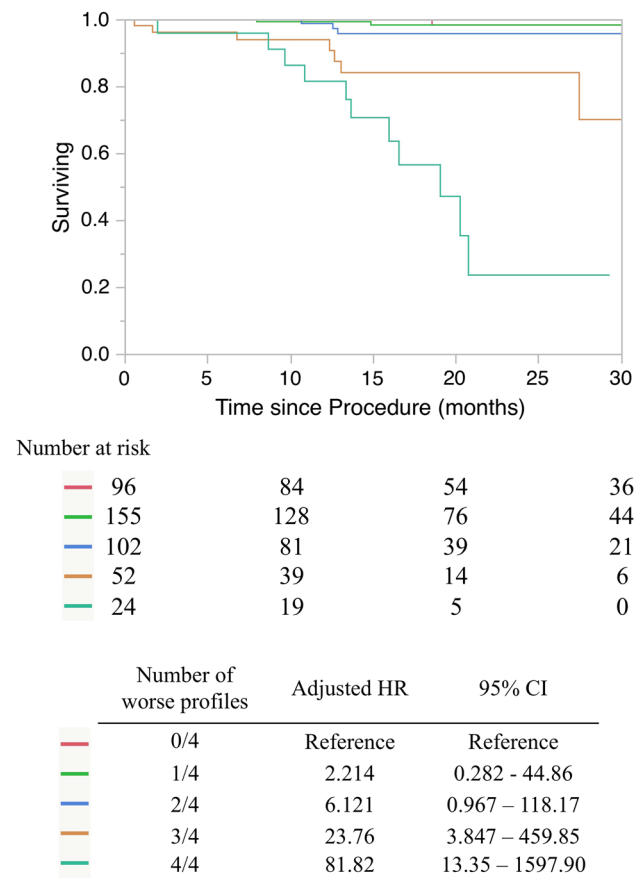 1.0
0.8
0.6
0.4
0.2
0.0
Surviving
0 5 10 15 20 25 30
Time since Procedure (months)
Number at risk
96 84 54 36
155 128 76 44
102 81 39 21
52 39 14 6
24 19 5 0
Number of
worse profiles Adjusted HR 95% CI
0/4 Reference Reference
1/4 2.214 0.282 - 44.86
2/4 6.121 0.967 – 118.17
3/4 23.76 3.847 – 459.85
4/4 81.82 13.35 – 1597.90